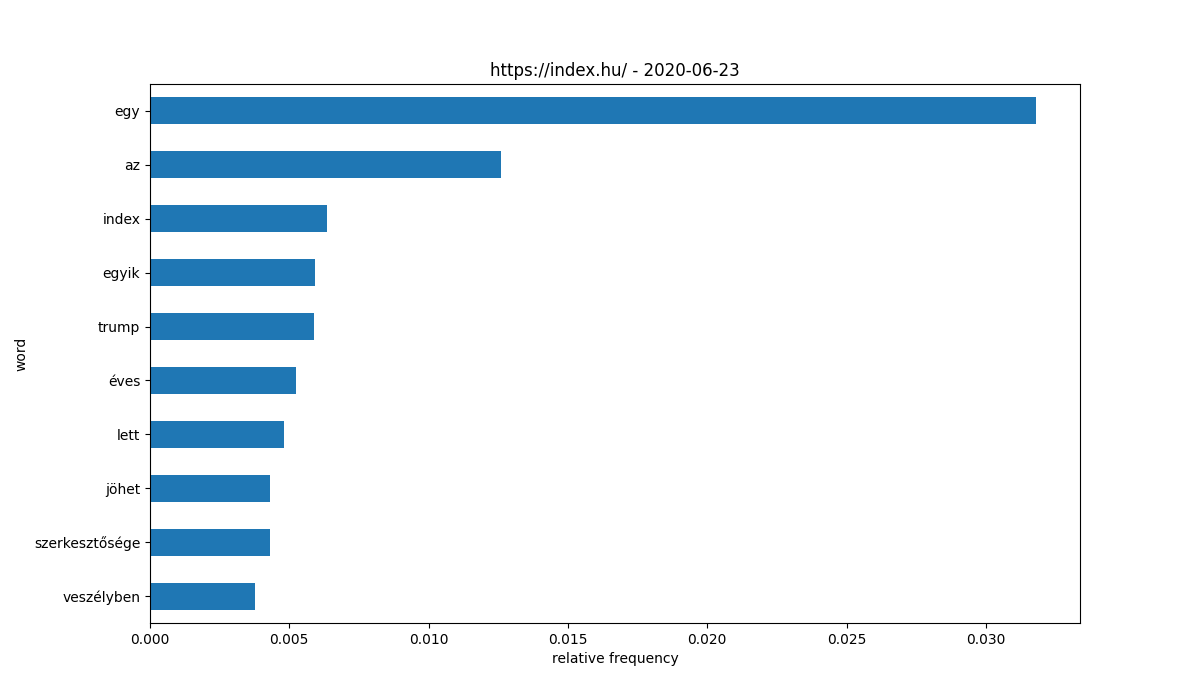 https://index.hu/ - 2020-06-23
word
egy
az
index
egyik
trump
éves
lett
jöhet
szerkesztősége
veszélyben
0.000 0.005 0.010 0.015 0.020 0.025 0.030
relative frequency